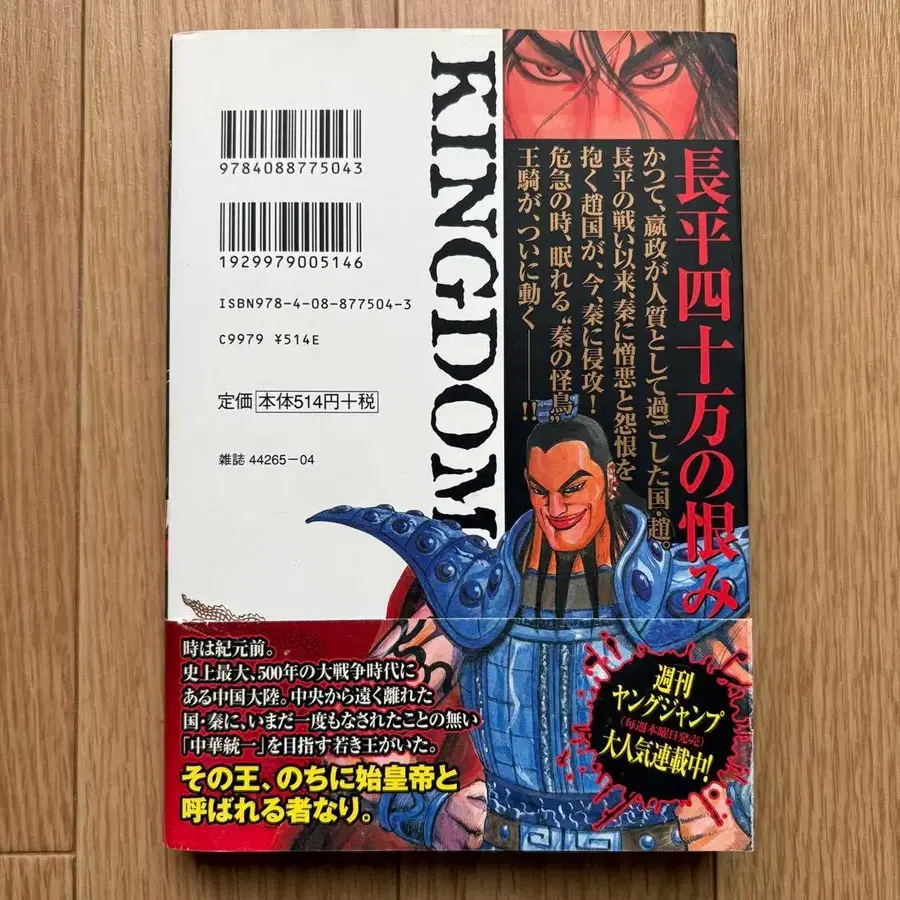 9784088775043
1929979005146
ISBN978-4-08-877504-3
C9979 ¥514E
定価 本体514円+税
雑誌 44265-04
KINGDOM
長平四十万の恨み
かつて、嬴政が人質として過ごした国・趙。
長平の戦い以来、秦に憎悪と怨恨を
抱く趙国が、今、秦に侵攻!
危急の時、眠れる“秦の怪鳥”
王騎が、ついに動く――!!
時は紀元前。
史上最大、500年の大戦争時代に
ある中国大陸。中央から遠く離れた
国・秦に、いまだ一度もなされたことの無い
「中華統一」を目指す若き王がいた。
その王、のちに始皇帝と
呼ばれる者なり。
週刊
ヤングジャンプ
(毎週木曜日発売)
大人気連載中!